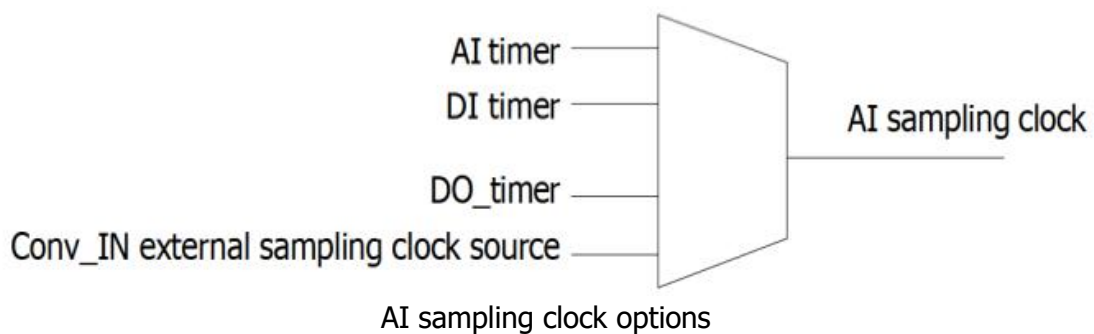 AI timer
DI timer
AI sampling clock
DO_timer
Conv_IN external sampling clock source
AI sampling clock options